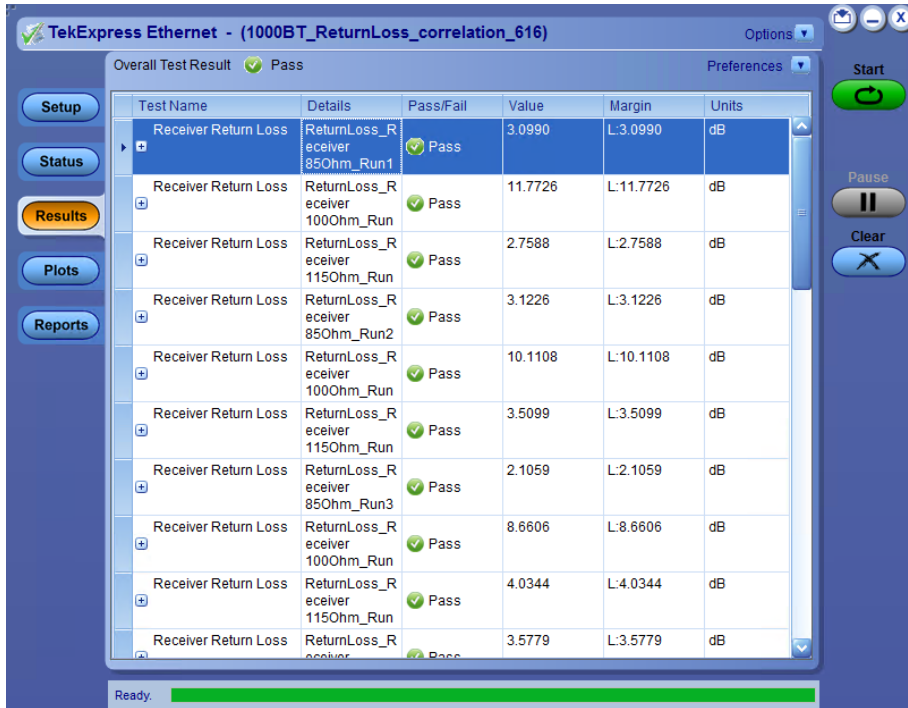 TekExpress Ethernet - (1000BT_ReturnLoss_correlation_616)
Options
Overall Test Result Pass
Preferences
Start
Setup
Status
Results
Plots
Reports
Pause
Clear
Test Name Details Pass/Fail Value Margin Units
Receiver Return Loss ReturnLoss_R 3.0990 L:3.0990 dB
eceiver Pass
85Ohm_Run1
Receiver Return Loss ReturnLoss_R 11.7726 L:11.7726 dB
eceiver Pass
100Ohm_Run
Receiver Return Loss ReturnLoss_R 2.7588 L:2.7588 dB
eceiver Pass
115Ohm_Run
Receiver Return Loss ReturnLoss_R 3.1226 L:3.1226 dB
eceiver Pass
85Ohm_Run2
Receiver Return Loss ReturnLoss_R 10.1108 L:10.1108 dB
eceiver Pass
100Ohm_Run
Receiver Return Loss ReturnLoss_R 3.5099 L:3.5099 dB
eceiver Pass
115Ohm_Run
Receiver Return Loss ReturnLoss_R 2.1059 L:2.1059 dB
eceiver Pass
85Ohm_Run3
Receiver Return Loss ReturnLoss_R 8.6606 L:8.6606 dB
eceiver Pass
100Ohm_Run
Receiver Return Loss ReturnLoss_R 4.0344 L:4.0344 dB
eceiver Pass
115Ohm_Run
Receiver Return Loss ReturnLoss_R 3.5779 L:3.5779 dB
eceiver Pass
Ready.